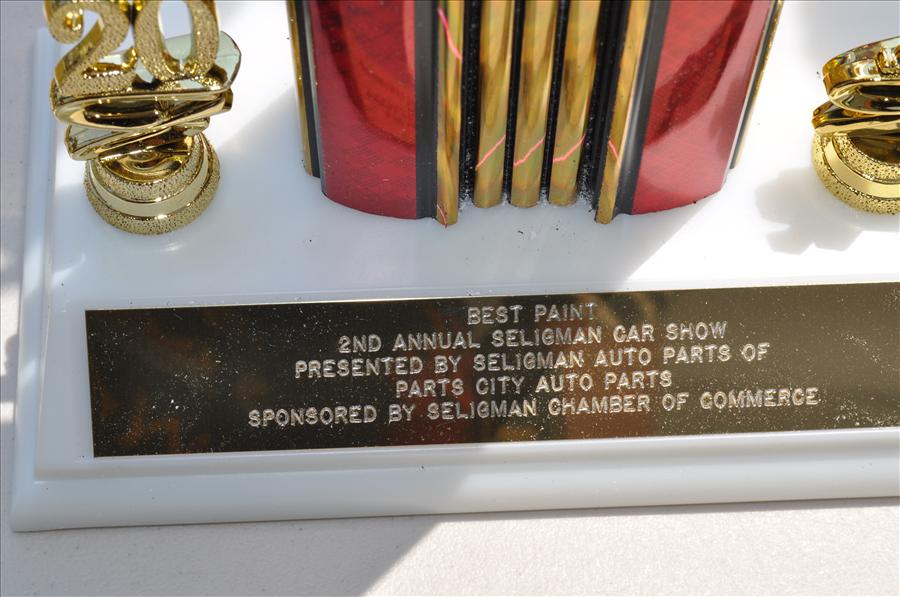 20
BEST PAINT
2ND ANNUAL SELIGMAN CAR SHOW
PRESENTED BY SELIGMAN AUTO PARTS OF
PARTS CITY AUTO PARTS
SPONSORED BY SELIGMAN CHAMBER OF COMMERCE